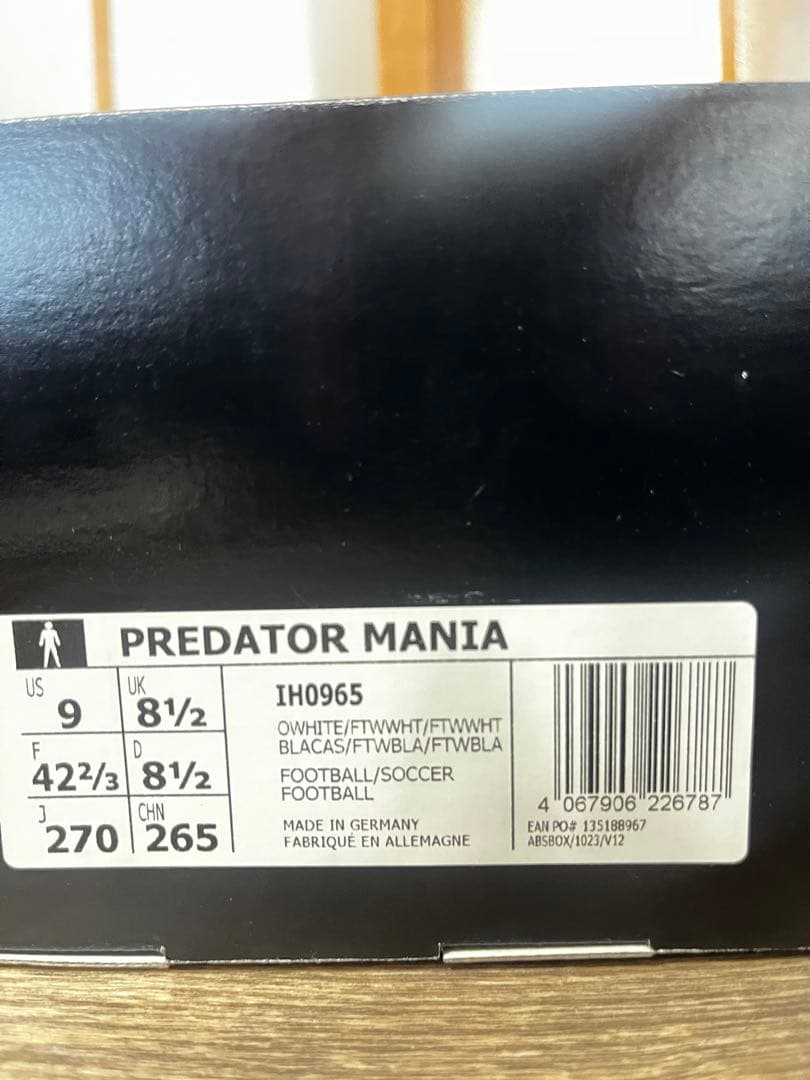 PREDATOR MANIA
US 9 UK 8½
F 42⅔ D 8½
J 270 CHN 265
IH0965
OWHITE/FTWWHT/FTWWHT
BLACAS/FTWBLA/FTWBLA
FOOTBALL/SOCCER
FOOTBALL
MADE IN GERMANY
FABRIQUÉ EN ALLEMAGNE
4 067906 226787
EAN PO# 135188967
ABSBOX/1023/V12